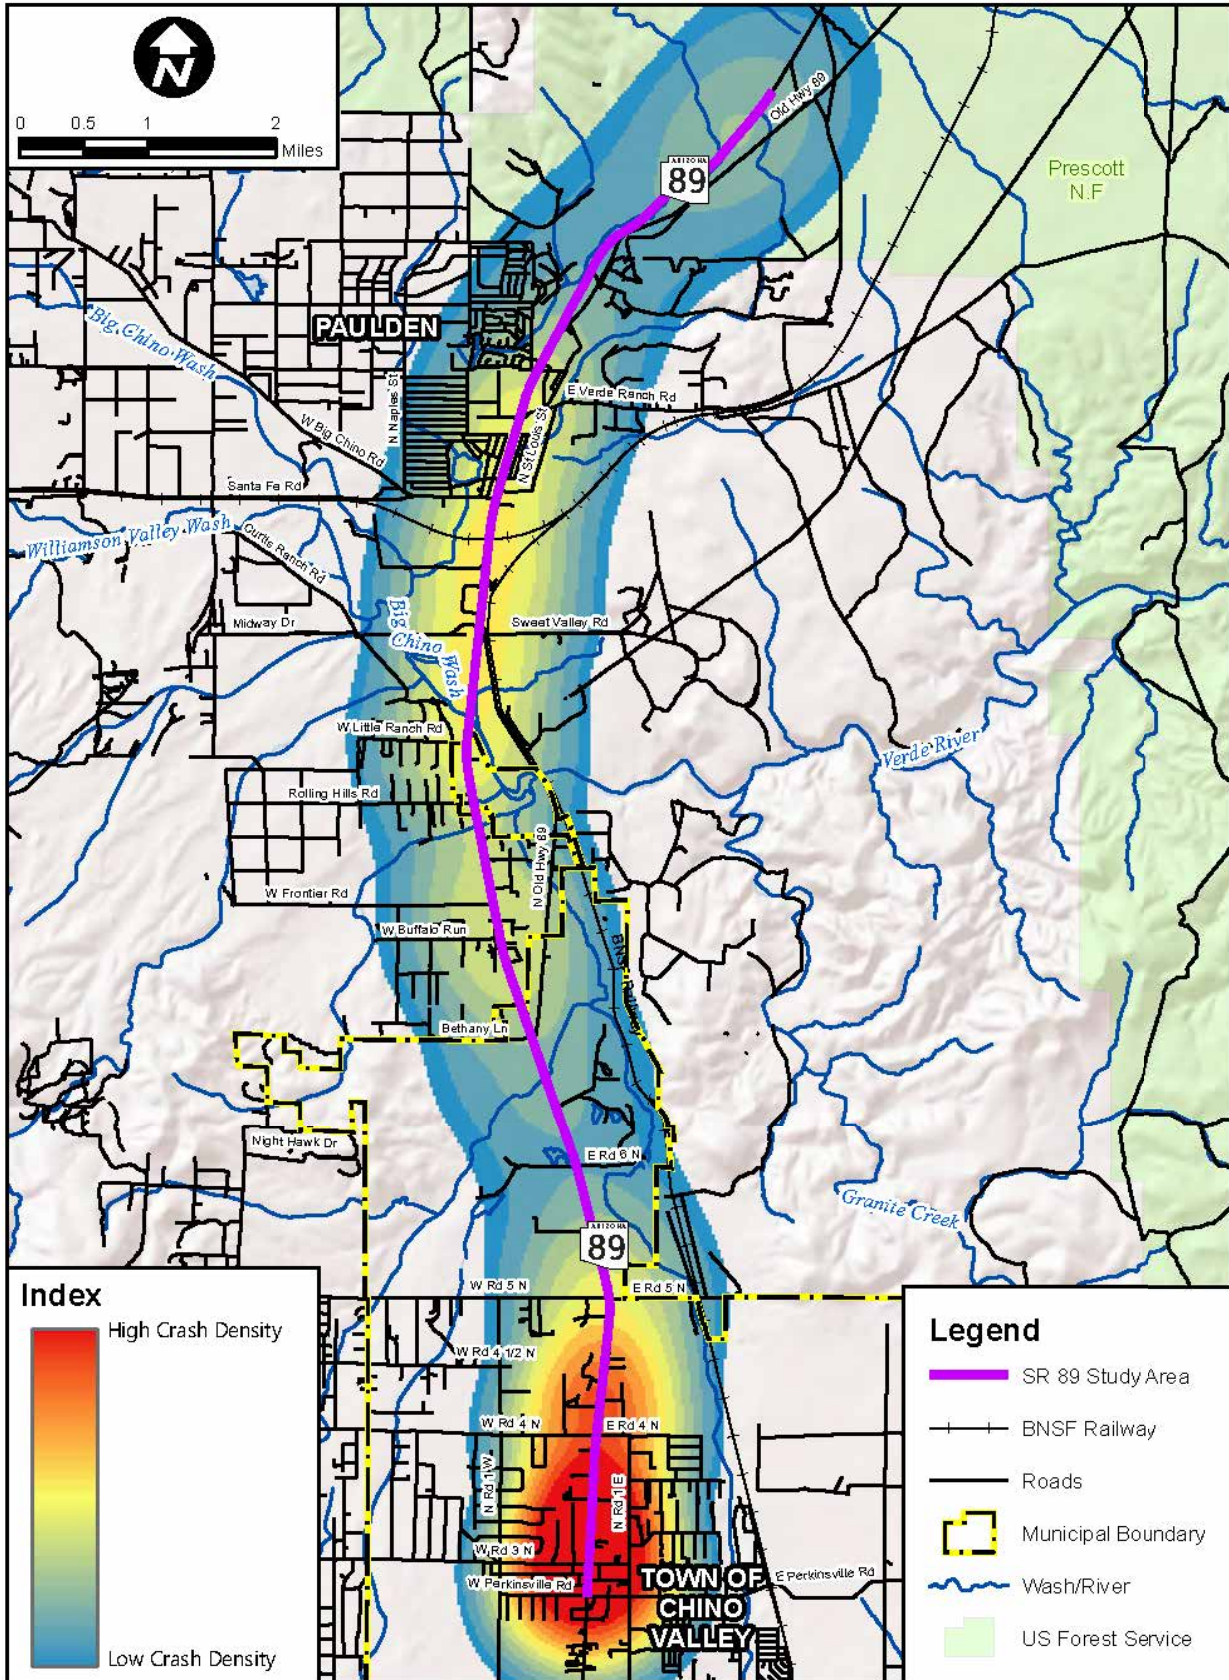 N
0 0.5 1 2
Miles
Old Hwy 89
ARIZONA
89
Prescott
N.F
PAULDEN
Big Chino Wash
N Naples St
E Verde Ranch Rd
W Big Chino Rd
N St Louis St
Santa Fe Rd
Williamson Valley Wash
Curtis Ranch Rd
Midway Dr
Big
Chino Wash
Sweet Valley Rd
W Little Ranch Rd
Verde River
Rolling Hills Rd
N Old Hwy 89
W Frontier Rd
W Buffalo Run
BNSF Railway
Bethany Ln
Night Hawk Dr
E Rd 6 N
Granite Creek
ARIZONA
89
W Rd 5 N
E Rd 5 N
W Rd 4 1/2 N
W Rd 4 N
E Rd 4 N
N Rd 1 W
N Rd 1 E
W Rd 3 N
W Perkinsville Rd
E Perkinsville Rd
TOWN OF
CHINO
VALLEY
Index
High Crash Density
Low Crash Density
Legend
SR 89 Study Area
BNSF Railway
Roads
Municipal Boundary
Wash/River
US Forest Service